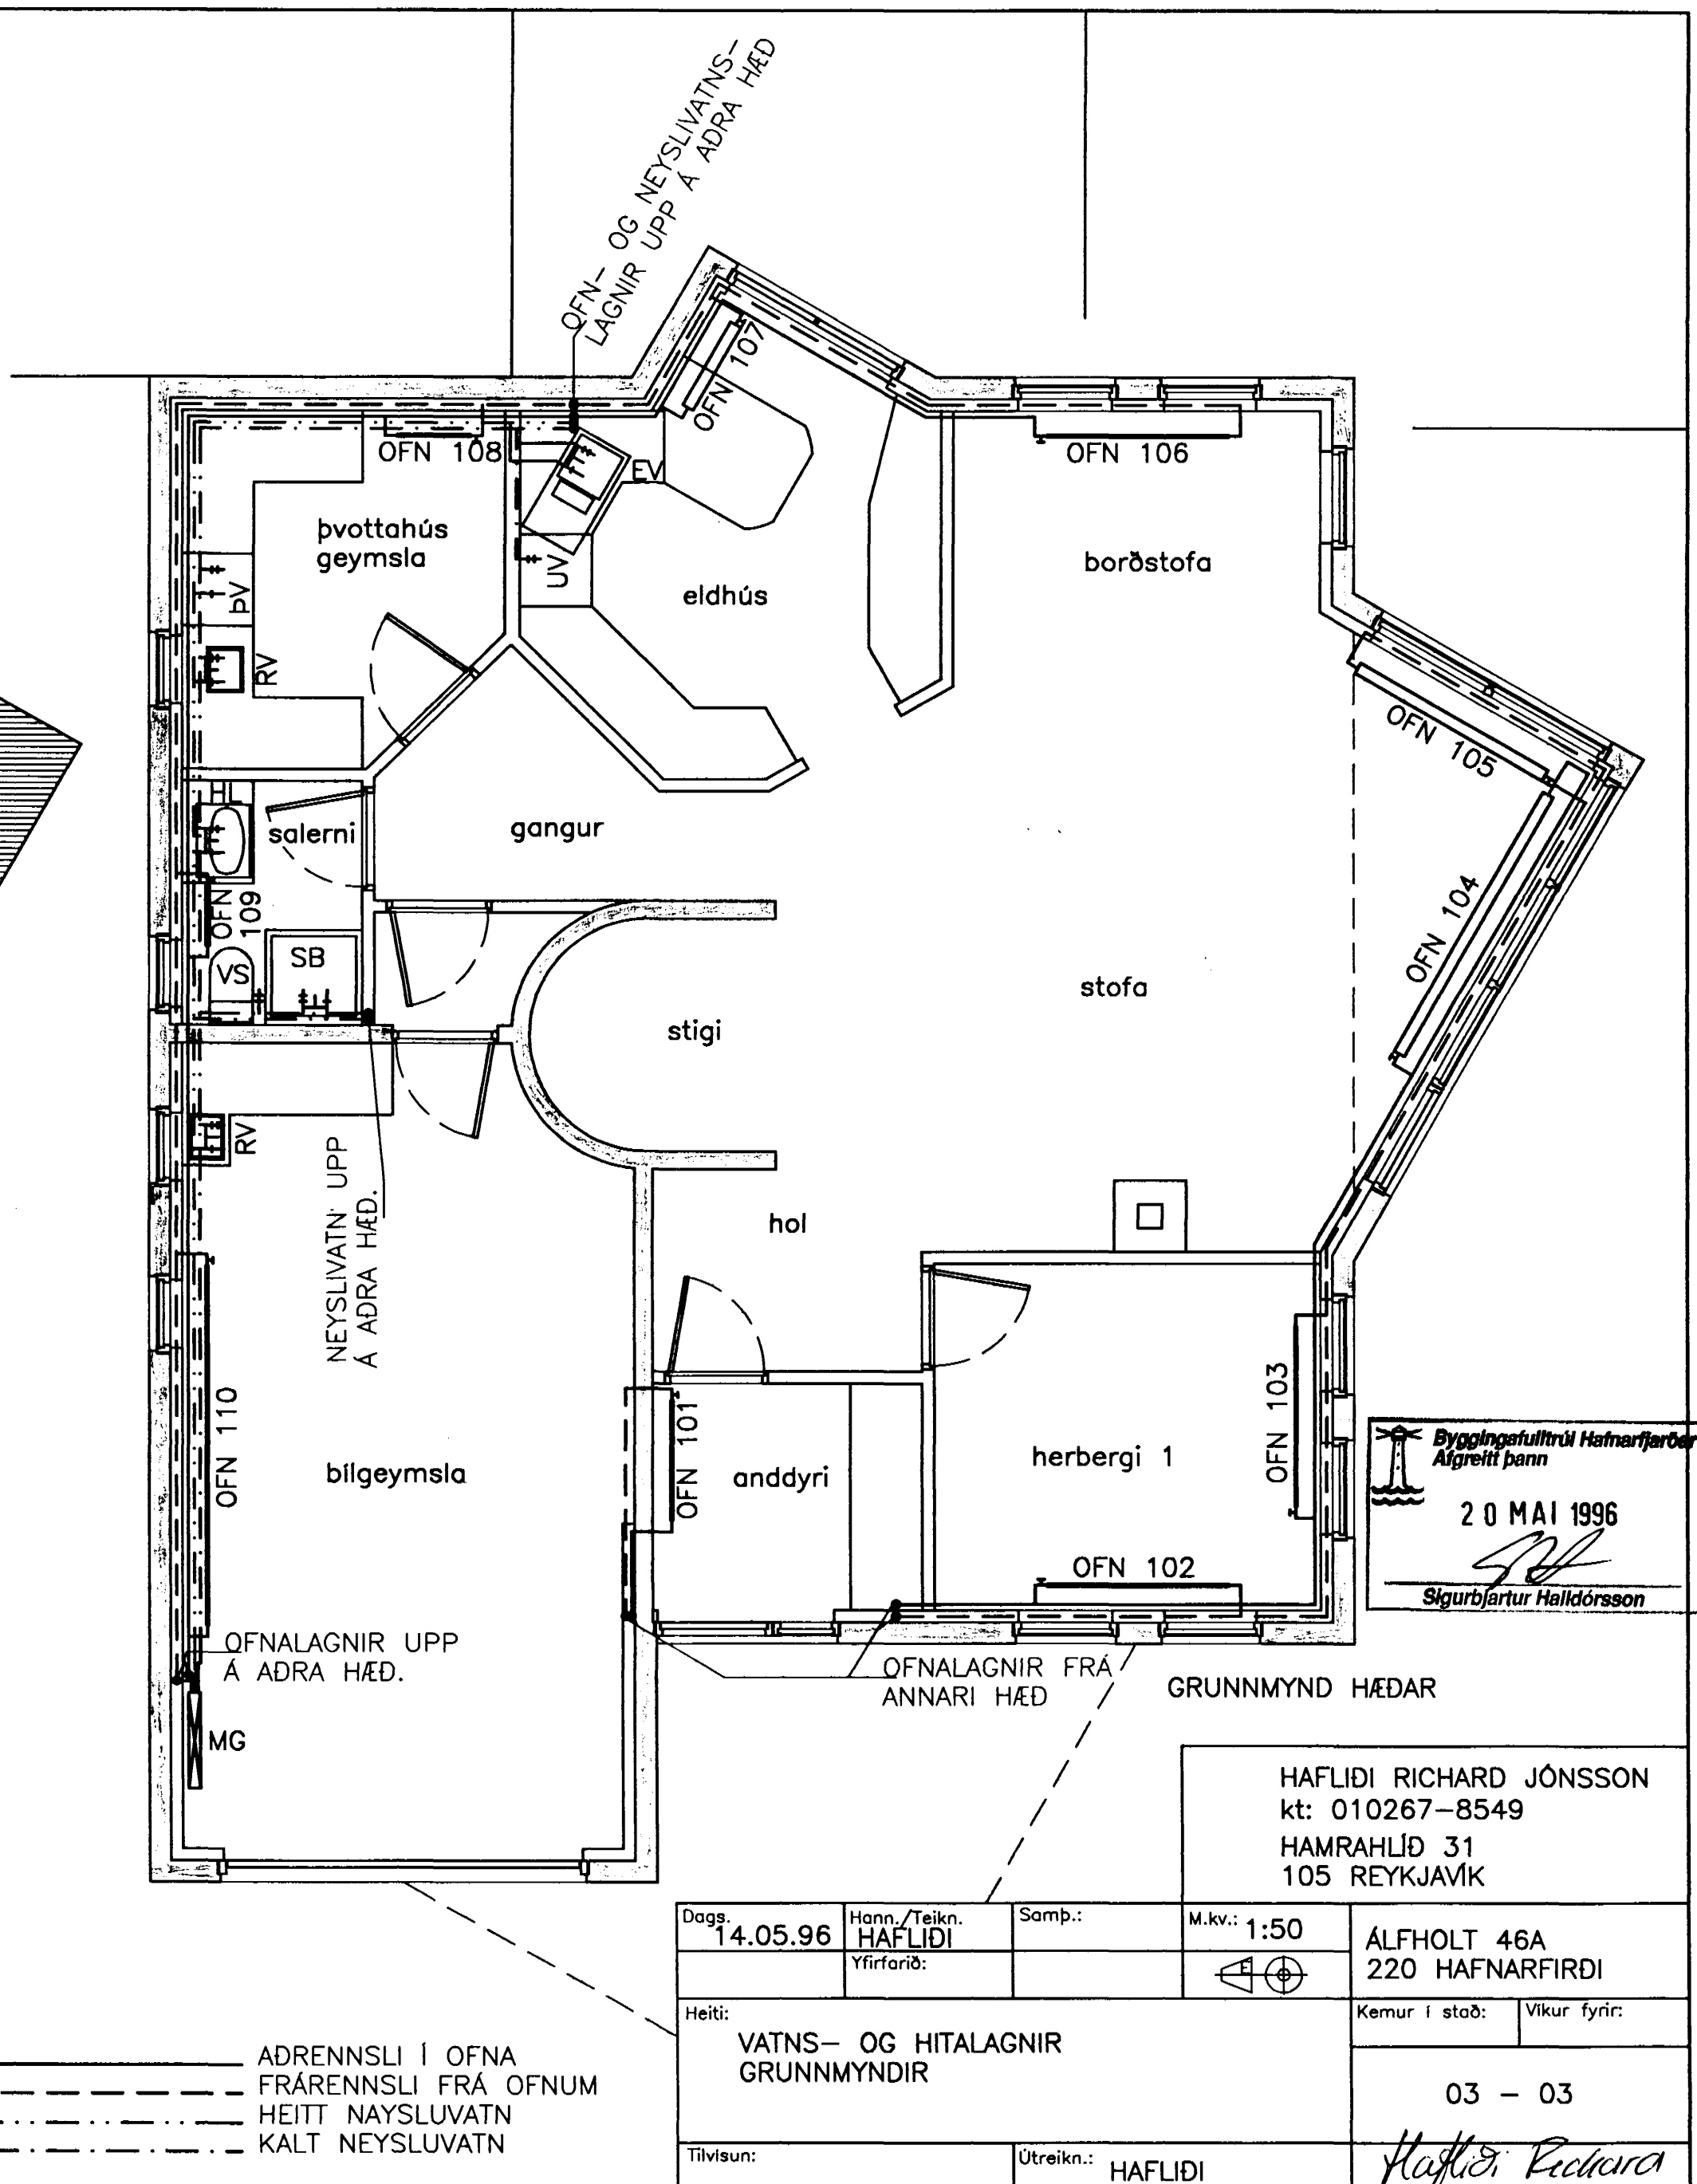 OFN– OG NEYSLIVATNS–
LAGNIR UPP Á AÐRA HÆÐ
OFN 107
OFN 108
OFN 106
EV
þvottahús
geymsla
UV
eldhús
borðstofa
ÞV
RV
OFN 105
salerni
gangur
OFN
109
OFN 104
VS
SB
stofa
stigi
RV
NEYSLIVATN UPP
Á AÐRA HÆÐ.
hol
OFN 110
OFN 101
OFN 103
bílgeymsla
anddyri
herbergi 1
OFN 102
Byggingafulltrúi Hafnarfjarðar
Afgreitt þann
20 MAI 1996
Sigurbjartur Halldórsson
OFNALAGNIR UPP
Á AÐRA HÆÐ.
OFNALAGNIR FRÁ
ANNARI HÆÐ
GRUNNMYND HÆÐAR
MG
HAFLIÐI RICHARD JÓNSSON
kt: 010267–8549
HAMRAHLÍÐ 31
105 REYKJAVÍK
Dags. 14.05.96
Hann./Teikn. HAFLIÐI
Samþ.:
M.kv.: 1:50
ÁLFHOLT 46A
220 HAFNARFIRÐI
Yfirfarið:
E
Heiti:
VATNS– OG HITALAGNIR
GRUNNMYNDIR
Kemur í stað:
Víkur fyrir:
03 – 03
Tilvísun:
Útreikn.: HAFLIÐI
Hafliði Richard
AÐRENNSLI Í OFNA
FRÁRENNSLI FRÁ OFNUM
HEITT NAYSLUVATN
KALT NEYSLUVATN